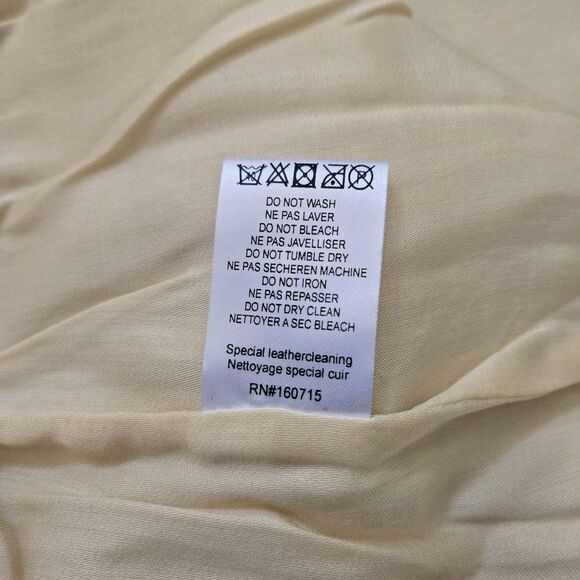 DO NOT WASH
NE PAS LAVER
DO NOT BLEACH
NE PAS JAVELLISER
DO NOT TUMBLE DRY
NE PAS SECHEREN MACHINE
DO NOT IRON
NE PAS REPASSER
DO NOT DRY CLEAN
NETTOYER A SEC BLEACH
Special leathercleaning
Nettoyage special cuir
RN#160715